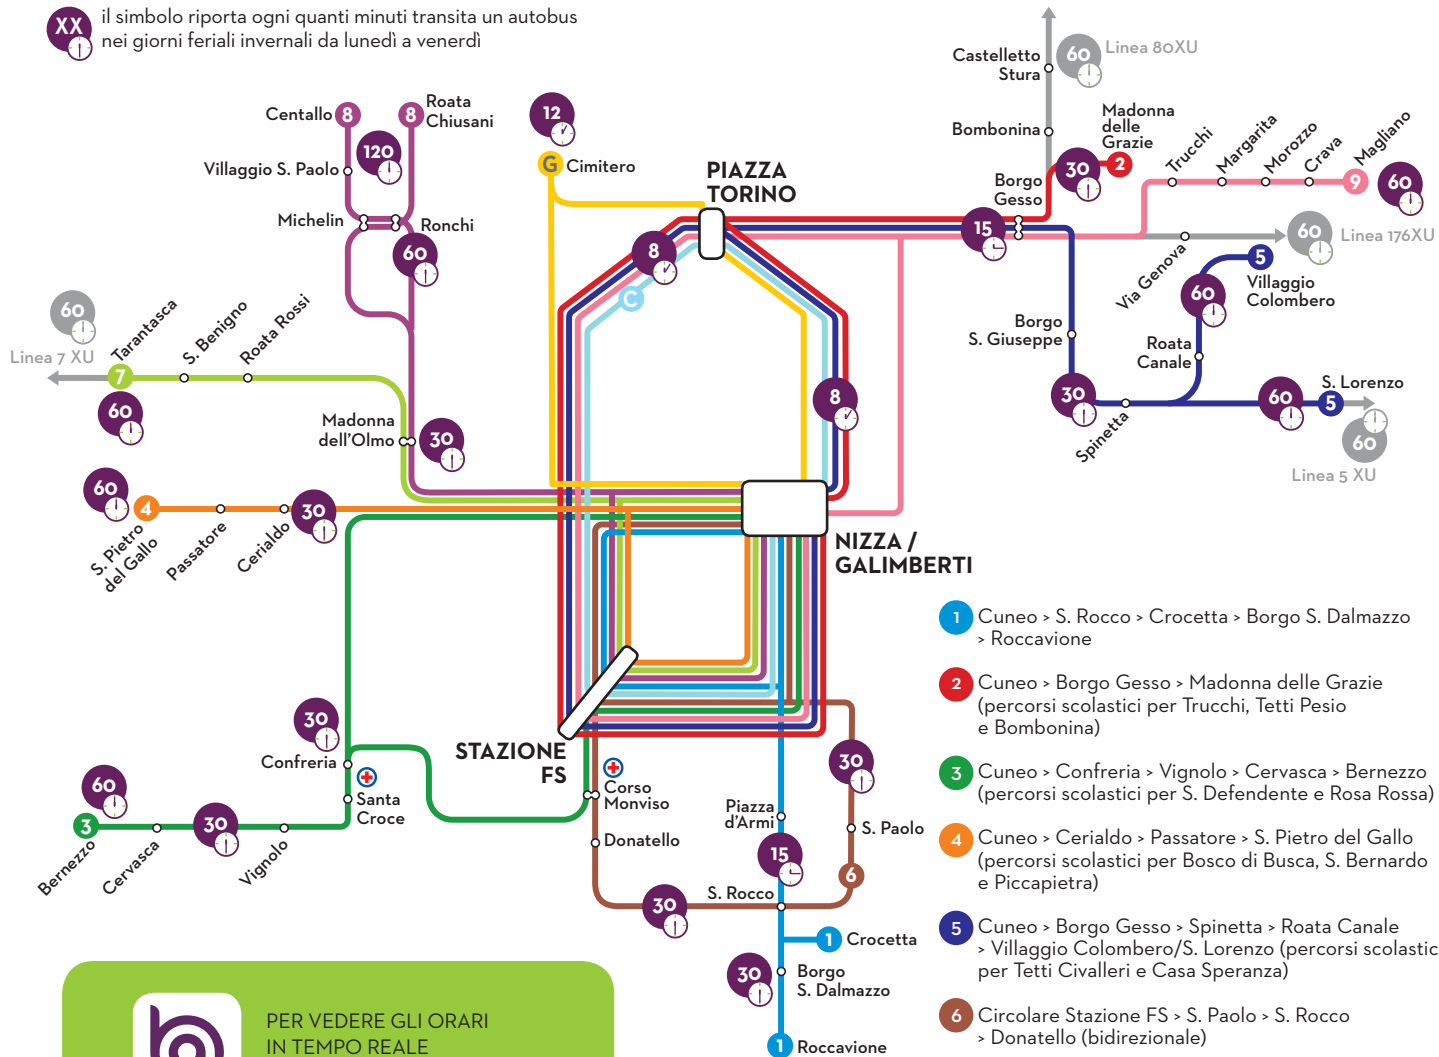 XX
il simbolo riporta ogni quanti minuti transita un autobus
nei giorni feriali invernali da lunedì a venerdì
Castelletto
Stura
60
Linea 80XU
Bombonina
Madonna
delle
Grazie
30
2
Borgo
Gesso
Trucchi
Margarita
Morozzo
Crava
Magliano
9
60
15
Via Genova
60
Linea 176XU
Centallo
8
8
Roata
Chiusani
120
Villaggio S. Paolo
Michelin
Ronchi
60
12
G
Cimitero
PIAZZA
TORINO
8
C
8
60
Linea 7 XU
Tarantasca
S. Benigno
Roata Rossi
7
60
Madonna
dell'Olmo
30
60
4
S. Pietro
del Gallo
Passatore
Cerialdo
30
Borgo
S. Giuseppe
60
5
Villaggio
Colombero
Roata
Canale
30
Spinetta
60
S. Lorenzo
5
60
Linea 5 XU
NIZZA /
GALIMBERTI
STAZIONE
FS
30
Confreria
Santa
Croce
60
3
Bernezzo
Cervasca
30
Vignolo
Corso
Monviso
Donatello
30
Piazza
d'Armi
15
S. Rocco
30
S. Paolo
6
1
Crocetta
30
Borgo
S. Dalmazzo
1
Roccavione
1
Cuneo > S. Rocco > Crocetta > Borgo S. Dalmazzo
> Roccavione
2
Cuneo > Borgo Gesso > Madonna delle Grazie
(percorsi scolastici per Trucchi, Tetti Pesio
e Bombonina)
3
Cuneo > Confreria > Vignolo > Cervasca > Bernezzo
(percorsi scolastici per S. Defendente e Rosa Rossa)
4
Cuneo > Cerialdo > Passatore > S. Pietro del Gallo
(percorsi scolastici per Bosco di Busca, S. Bernardo
e Piccapietra)
5
Cuneo > Borgo Gesso > Spinetta > Roata Canale
> Villaggio Colombero/S. Lorenzo (percorsi scolastic
per Tetti Civalleri e Casa Speranza)
6
Circolare Stazione FS > S. Paolo > S. Rocco
> Donatello (bidirezionale)
PER VEDERE GLI ORARI
IN TEMPO REALE